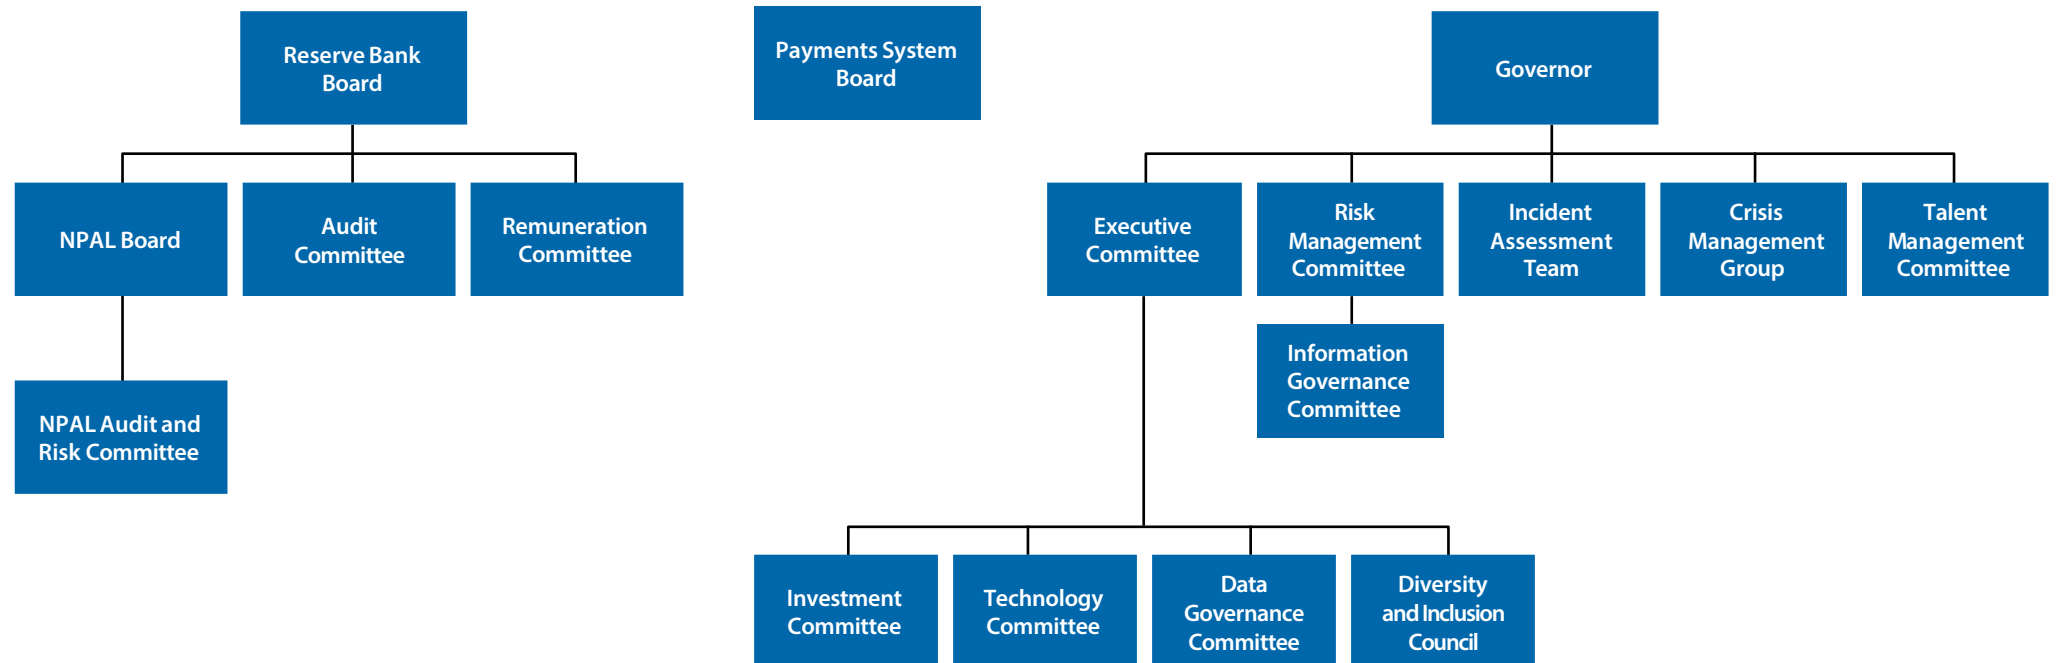 Reserve Bank
Board
Payments System
Board
Governor
NPAL Board
Audit
Committee
Remuneration
Committee
Executive
Committee
Risk
Management
Committee
Incident
Assessment
Team
Crisis
Management
Group
Talent
Management
Committee
Information
Governance
Committee
NPAL Audit and
Risk Committee
Investment
Committee
Technology
Committee
Data
Governance
Committee
Diversity
and Inclusion
Council